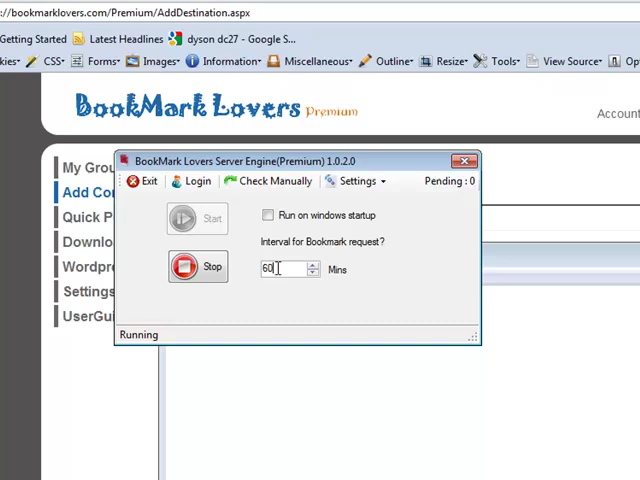 ://bookmarklovers.com/Premium/AddDestination.aspx
Getting Started Latest Headlines dyson dc27 - Google S...
kies CSS Forms Images Information Miscellaneous Outline Resize Tools View Source Op
BookMark Lovers Premium
Account
BookMark Lovers Server Engine(Premium) 1.0.2.0
My Grou
Exit Login Check Manually Settings Pending : 0
Add Co
Start Run on windows startup
Quick P
Interval for Bookmark request?
Downloa
Stop 60 Mins
Wordpre
Settings
UserGui
Running